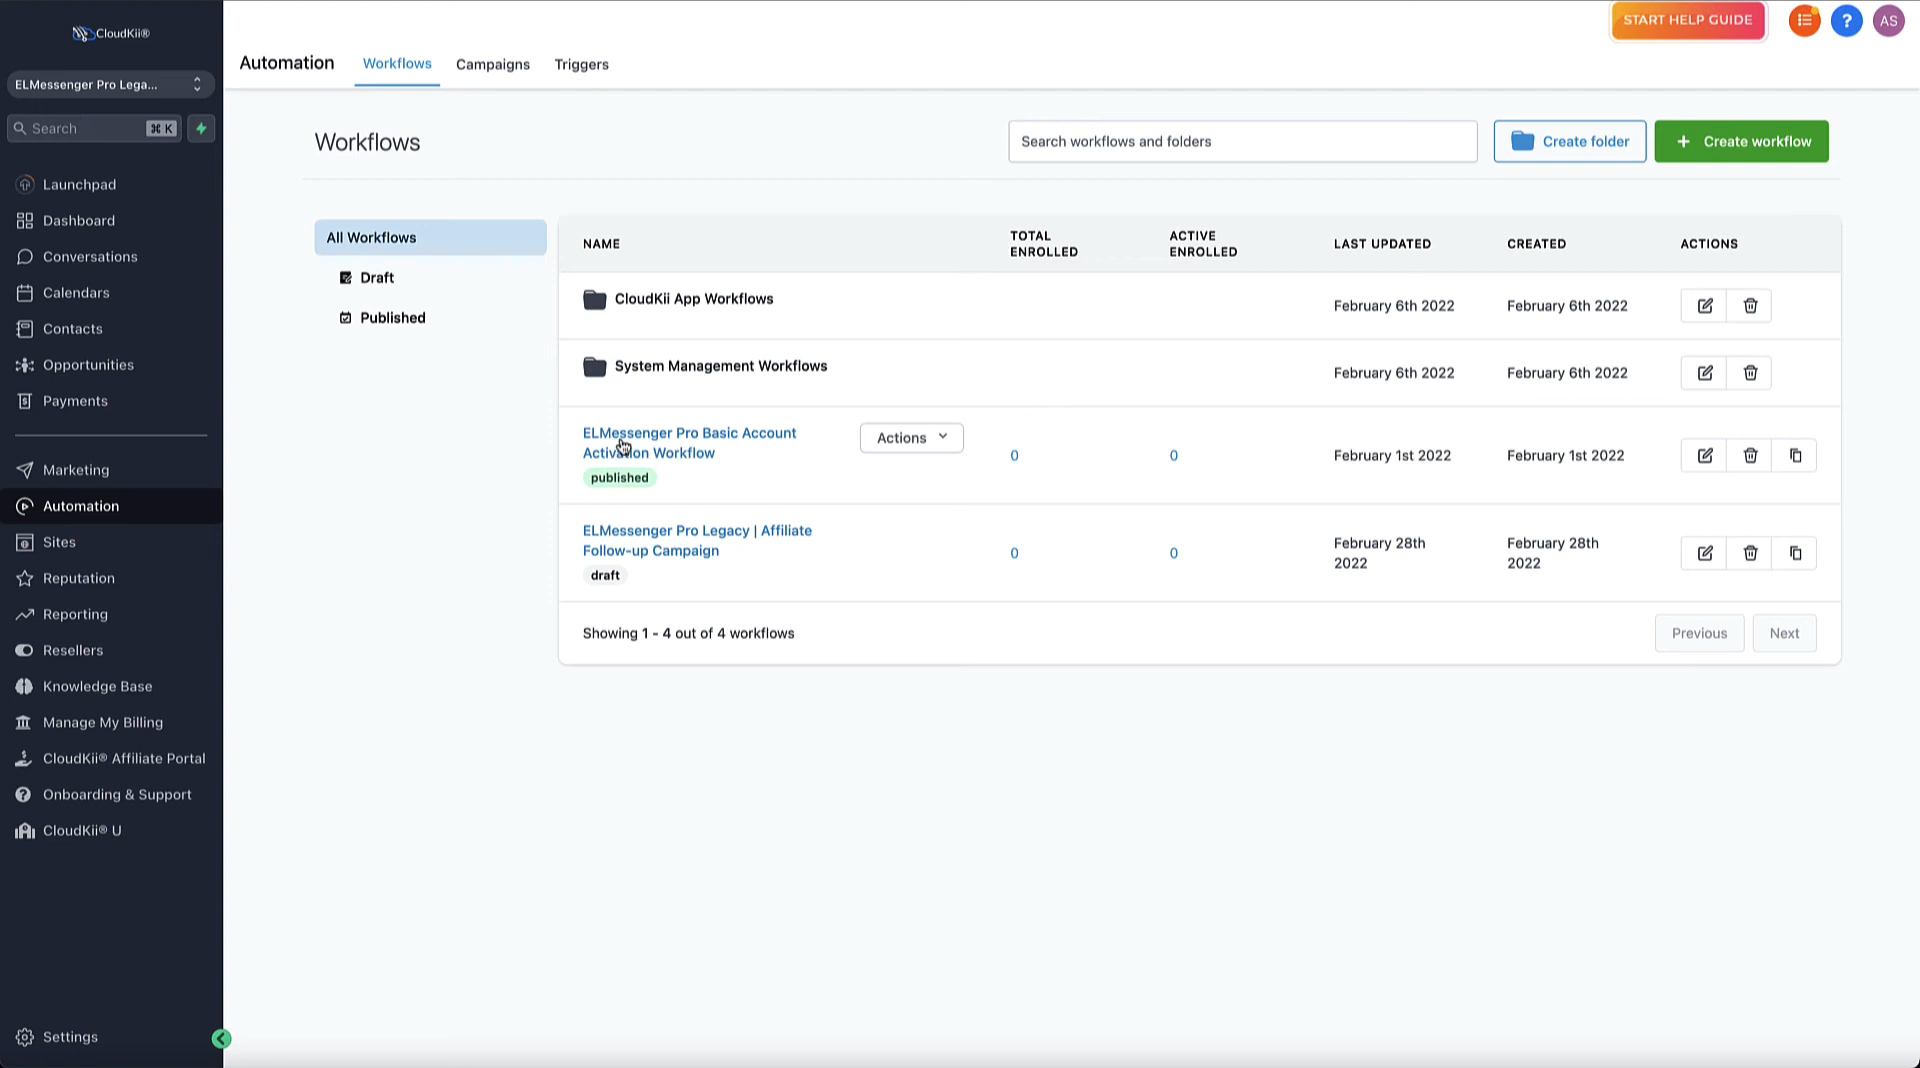 CloudKii®
ELMessenger Pro Lega...
Search ⌘ K
Launchpad
Dashboard
Conversations
Calendars
Contacts
Opportunities
Payments
Marketing
Automation
Sites
Reputation
Reporting
Resellers
Knowledge Base
Manage My Billing
CloudKii® Affiliate Portal
Onboarding & Support
CloudKii® U
Settings
START HELP GUIDE ? AS
Automation Workflows Campaigns Triggers
Workflows
Search workflows and folders
Create folder
+ Create workflow
All Workflows
Draft
Published
NAME
TOTAL
ENROLLED
ACTIVE
ENROLLED
LAST UPDATED
CREATED
ACTIONS
CloudKii App Workflows
February 6th 2022
February 6th 2022
System Management Workflows
February 6th 2022
February 6th 2022
ELMessenger Pro Basic Account
Activation Workflow
published
Actions
0
0
February 1st 2022
February 1st 2022
ELMessenger Pro Legacy | Affiliate
Follow-up Campaign
draft
0
0
February 28th
2022
February 28th
2022
Showing 1 - 4 out of 4 workflows
Previous
Next